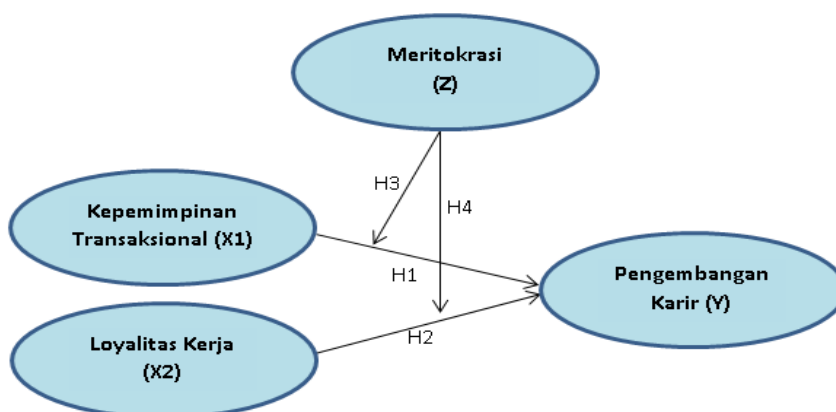 Meritokrasi
(Z)
H3
H4
Kepemimpinan
Transaksional (X1)
H1
Pengembangan
Karir (Y)
Loyalitas Kerja
(X2)
H2